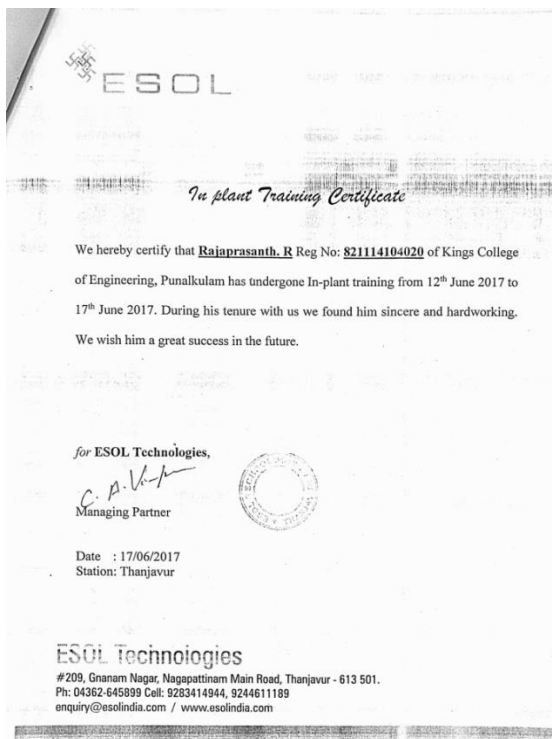 ESOL
In plant Training Certificate
We hereby certify that Rajaprasanth. R Reg No: 821114104020 of Kings College
of Engineering, Punalkulam has undergone In-plant training from 12th June 2017 to
17th June 2017. During his tenure with us we found him sincere and hardworking.
We wish him a great success in the future.
for ESOL Technologies,
Managing Partner
Date : 17/06/2017
Station: Thanjavur
ESOL Technologies
#209, Gnanam Nagar, Nagapattinam Main Road, Thanjavur - 613 501.
Ph: 04362-645899 Cell: 9283414944, 9244611189
enquiry@esolindia.com / www.esolindia.com